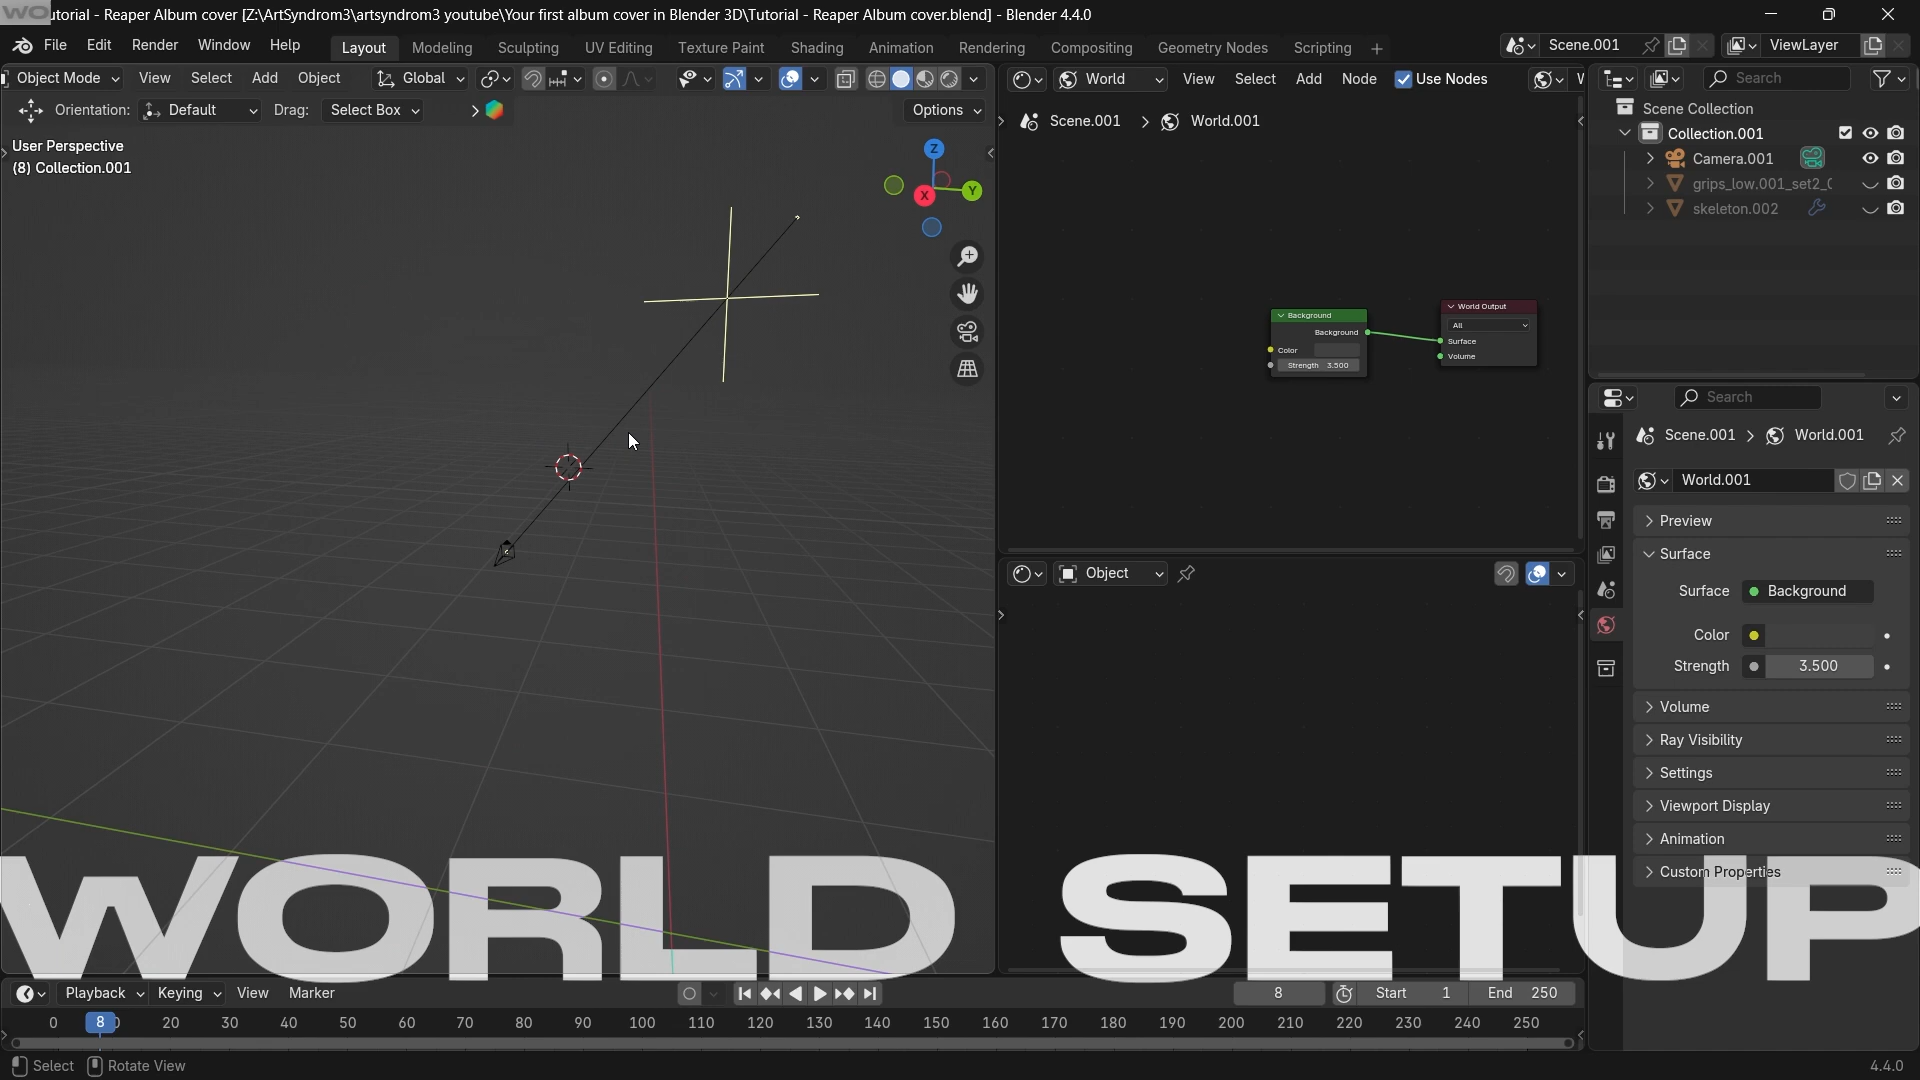 WO
utorial - Reaper Album cover [Z:\ArtSyndrom3\artsyndrom3 youtube\Your first album cover in Blender 3D\Tutorial - Reaper Album cover.blend] - Blender 4.4.0
File Edit Render Window Help Layout Modeling Sculpting UV Editing Texture Paint Shading Animation Rendering Compositing Geometry Nodes Scripting + Scene.001 ViewLayer
Object Mode View Select Add Object Global World View Select Add Node Use Nodes Search
Orientation: Default Drag: Select Box Options
Scene.001 World.001
User Perspective
(8) Collection.001
Z
Y
X
Scene Collection
Collection.001
Camera.001
grips_low.001_set2_
skeleton.002
Background
Background
Color
Strength 3.500
World Output
All
Surface
Volume
Search
Scene.001 World.001
World.001
Preview
Surface
Surface Background
Color
Strength 3.500
Volume
Ray Visibility
Settings
Viewport Display
Animation
Custom Properties
Object
WORLD SETUP
Playback Keying View Marker 8 Start 1 End 250
0 8 20 30 40 50 60 70 80 90 100 110 120 130 140 150 160 170 180 190 200 210 220 230 240 250
Select Rotate View 4.4.0